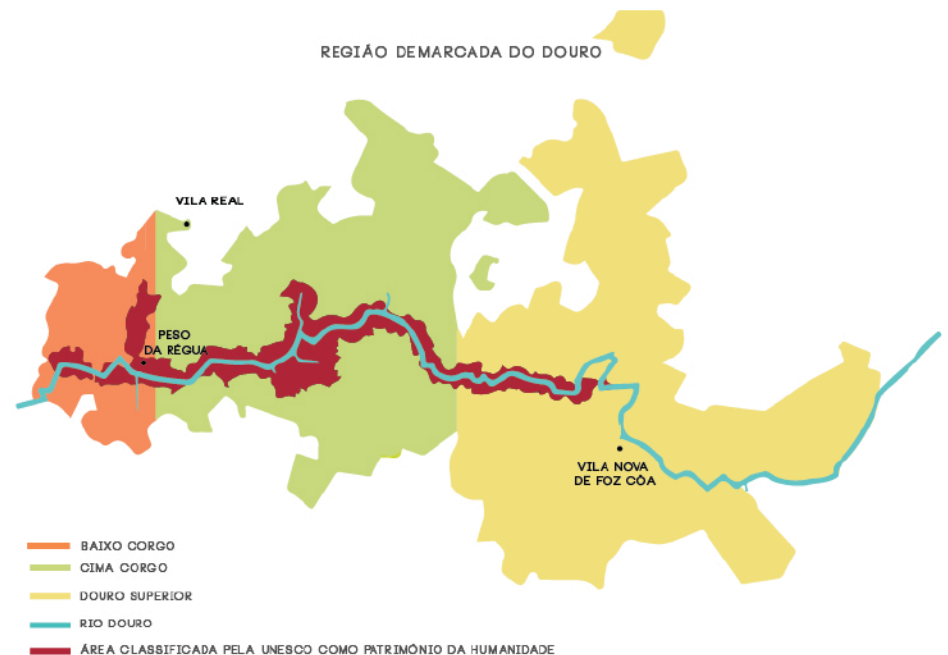 REGIÃO DEMARCADA DO DOURO
VILA REAL
PESO
DA RÉGUA
VILA NOVA
DE FOZ CÔA
BAIXO CORGO
CIMA CORGO
DOURO SUPERIOR
RIO DOURO
ÁREA CLASSIFICADA PELA UNESCO COMO PATRIMÓNIO DA HUMANIDADE